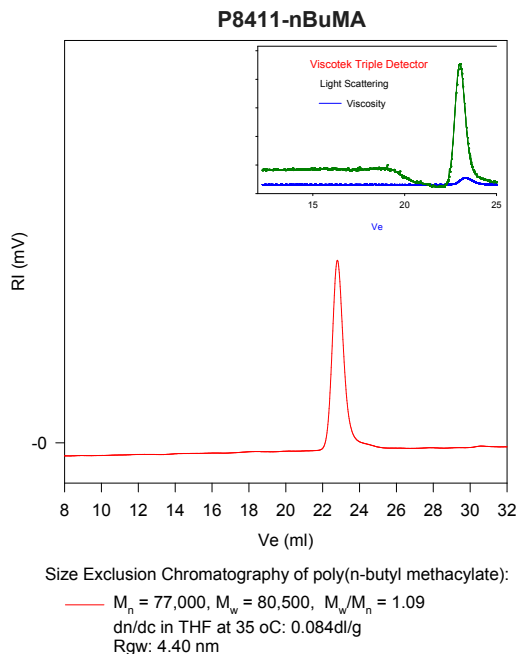 P8411-nBuMA
Viscotek Triple Detector
Light Scattering
Viscosity
15 20 25
Ve
RI (mV)
-0
8 10 12 14 16 18 20 22 24 26 28 30 32
Ve (ml)
Size Exclusion Chromatography of poly(n-butyl methacylate):
Mn = 77,000, Mw = 80,500, Mw/Mn = 1.09
dn/dc in THF at 35 oC: 0.084dl/g
Rgw: 4.40 nm